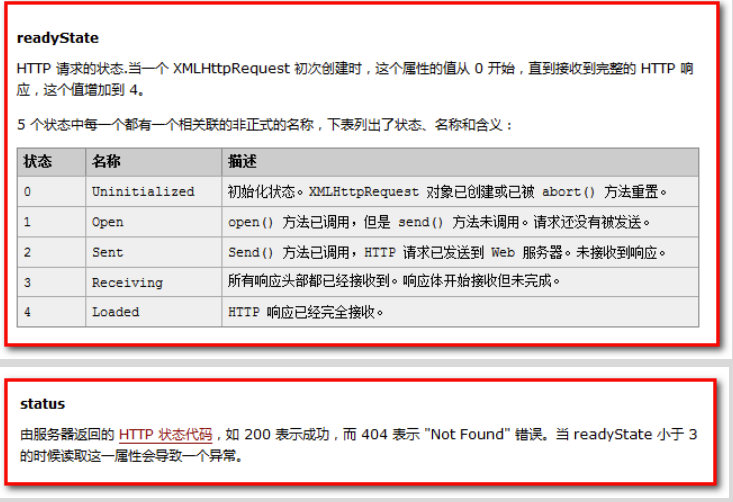 readyState
HTTP 请求的状态.当一个 XMLHttpRequest 初次创建时，这个属性的值从 0 开始，直到接收到完整的 HTTP 响
应，这个值增加到 4。
5 个状态中每一个都有一个相关联的非正式的名称，下表列出了状态、名称和含义：
状态 名称 描述
0 Uninitialized 初始化状态。XMLHttpRequest 对象已创建或已被 abort() 方法重置。
1 Open open() 方法已调用，但是 send() 方法未调用。请求还没有被发送。
2 Sent Send() 方法已调用，HTTP 请求已发送到 Web 服务器。未接收到响应。
3 Receiving 所有响应头部都已经接收到。响应体开始接收但未完成。
4 Loaded HTTP 响应已经完全接收。
status
由服务器返回的 HTTP 状态代码，如 200 表示成功，而 404 表示 "Not Found" 错误。当 readyState 小于 3
的时候读取这一属性会导致一个异常。